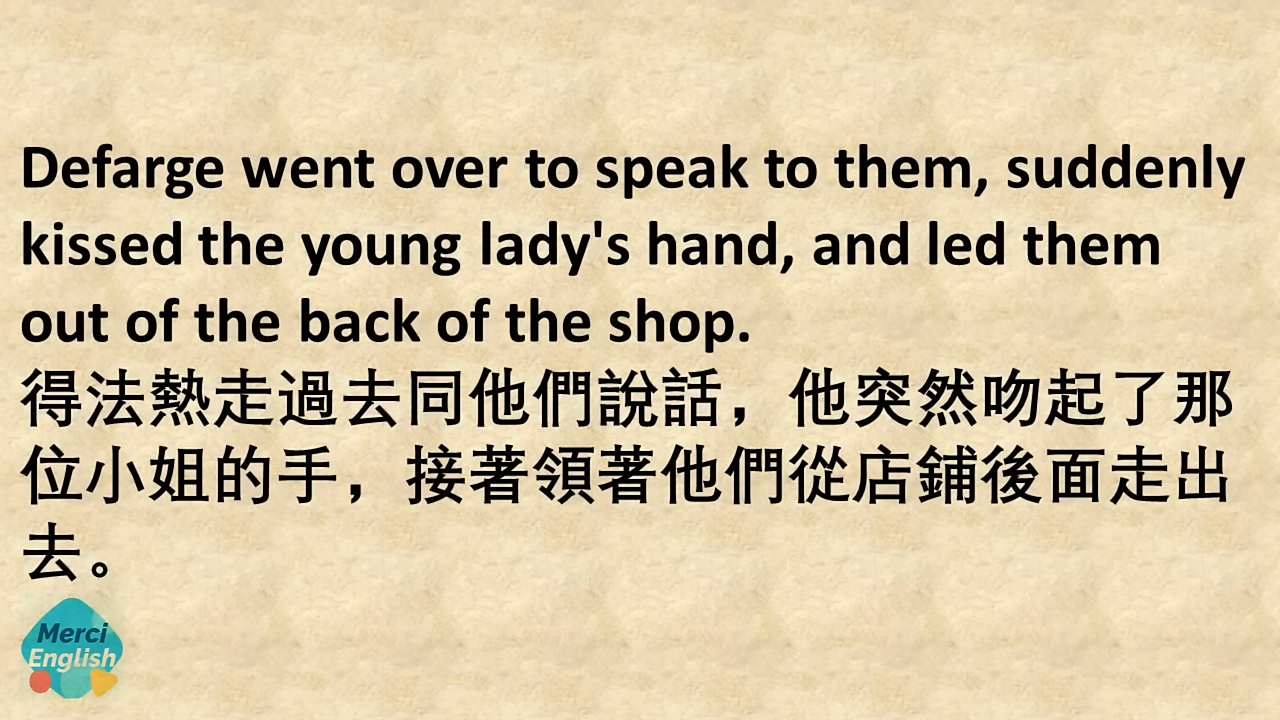 Defarge went over to speak to them, suddenly
kissed the young lady's hand, and led them
out of the back of the shop.
得法熱走過去同他們說話，他突然吻起了那
位小姐的手，接著領著他們從店鋪後面走出
去。
Merci
English